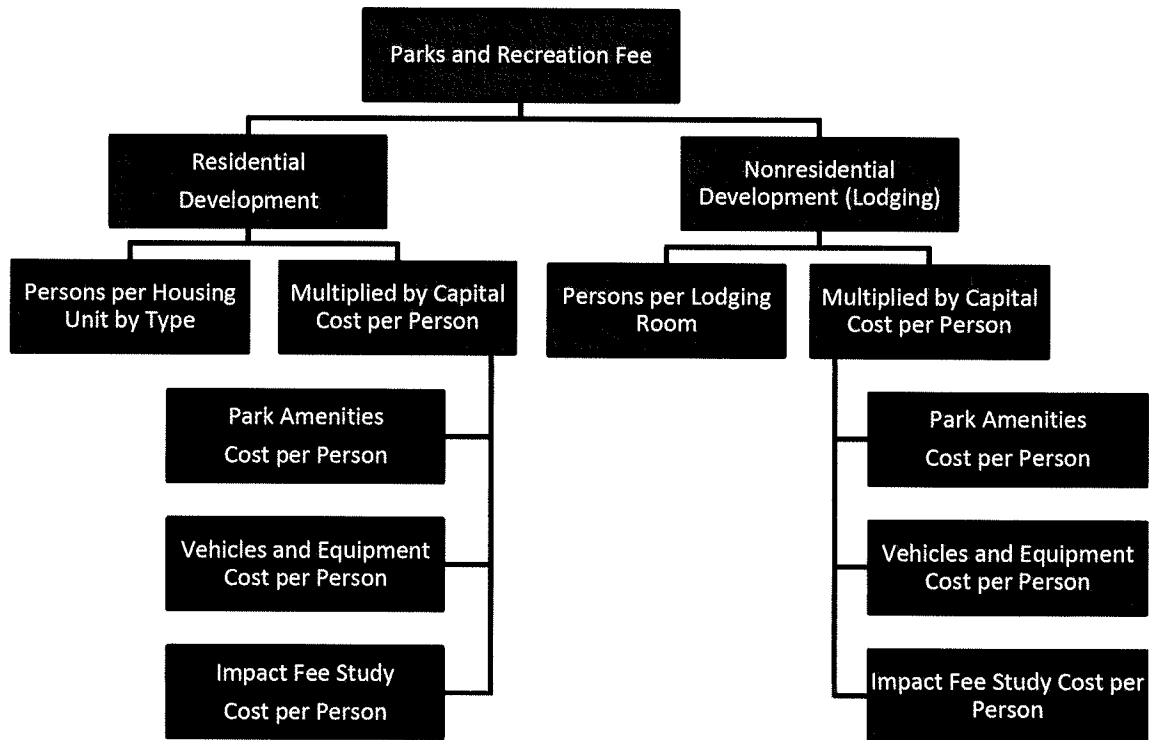 Parks and Recreation Fee
Residential
Development
Nonresidential
Development (Lodging)
Persons per Housing
Unit by Type
Multiplied by Capital
Cost per Person
Persons per Lodging
Room
Multiplied by Capital
Cost per Person
Park Amenities
Cost per Person
Vehicles and Equipment
Cost per Person
Impact Fee Study
Cost per Person
Park Amenities
Cost per Person
Vehicles and Equipment
Cost per Person
Impact Fee Study Cost per
Person